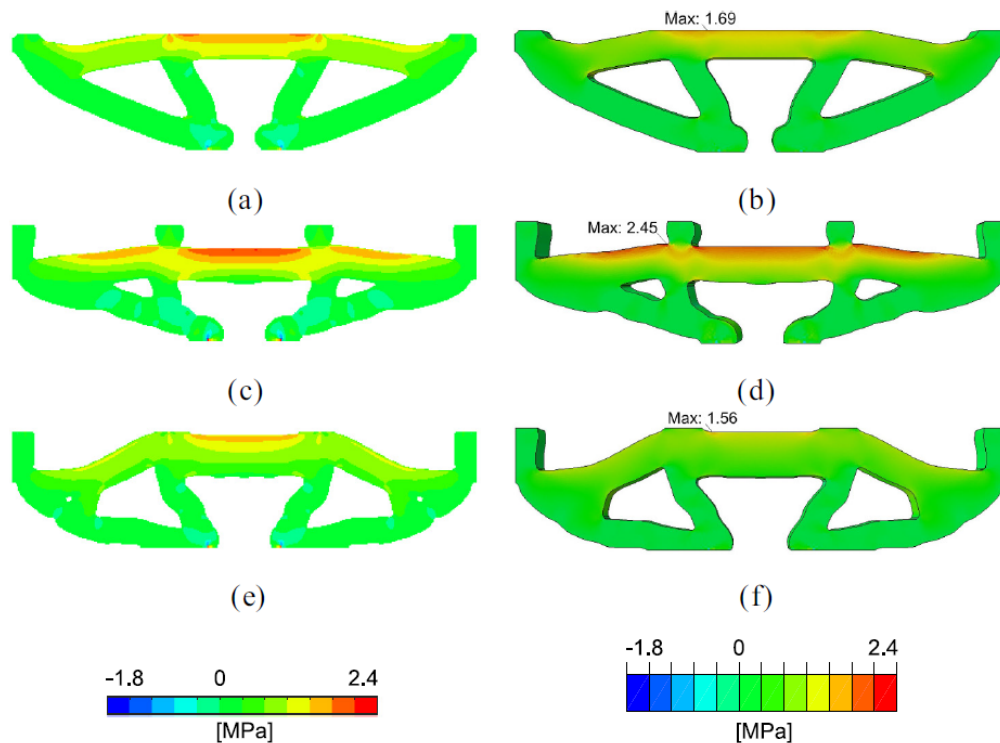 Max: 1.69
(a)
(b)
Max: 2.45
(c)
(d)
Max: 1.56
(e)
(f)
-1.8 0 2.4
[MPa]
-1.8 0 2.4
[MPa]